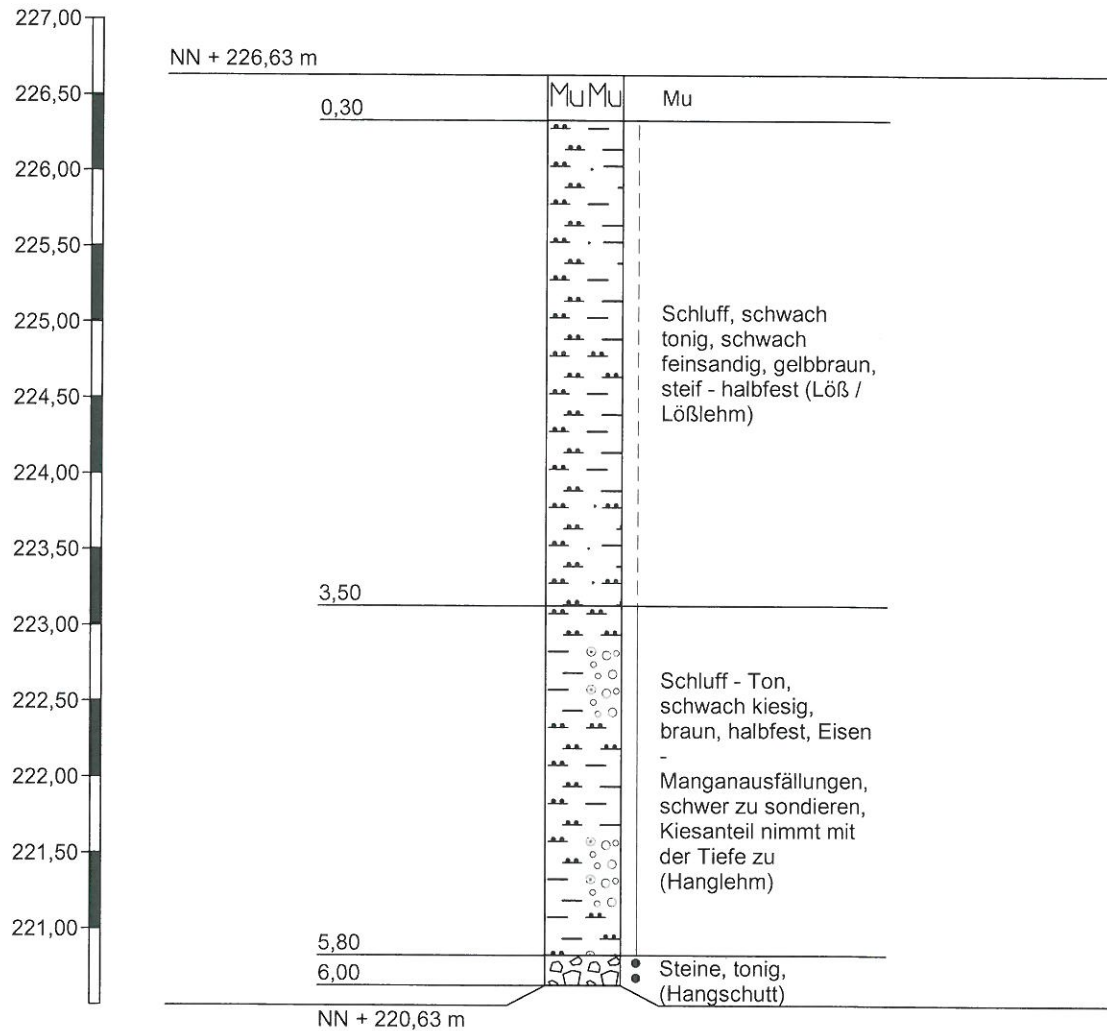 227,00
NN + 226,63 m
226,50
0,30
Mu Mu
Mu
226,00
225,50
225,00
224,50
224,00
223,50
Schluff, schwach
tonig, schwach
feinsandig, gelbbraun,
steif - halbfest (Löß /
Lößlehm)
3,50
223,00
222,50
222,00
221,50
221,00
Schluff - Ton,
schwach kiesig,
braun, halbfest, Eisen
-
Manganausfällungen,
schwer zu sondieren,
Kiesanteil nimmt mit
der Tiefe zu
(Hanglehm)
5,80
6,00
Steine, tonig,
(Hangschutt)
NN + 220,63 m